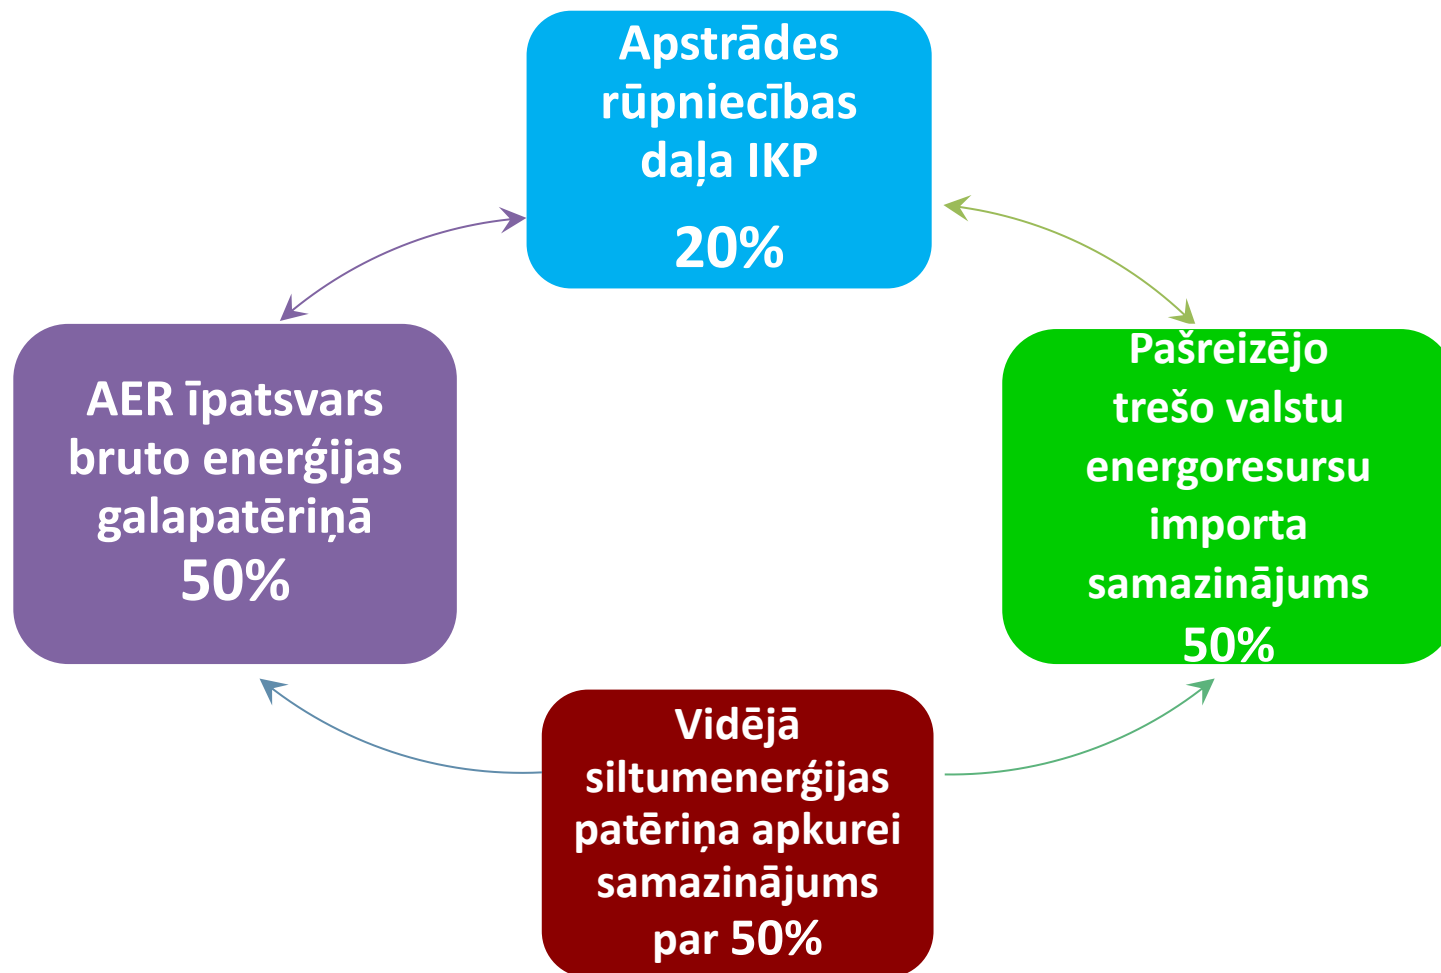 Apstrādes
rūpniecības
daļa IKP
20%
AER īpatsvars
bruto enerģijas
galapatēriņā
50%
Pašreizējo
trešo valstu
energoresursu
importa
samazinājums
50%
Vidējā
siltumenerģijas
patēriņa apkurei
samazinājums
par 50%